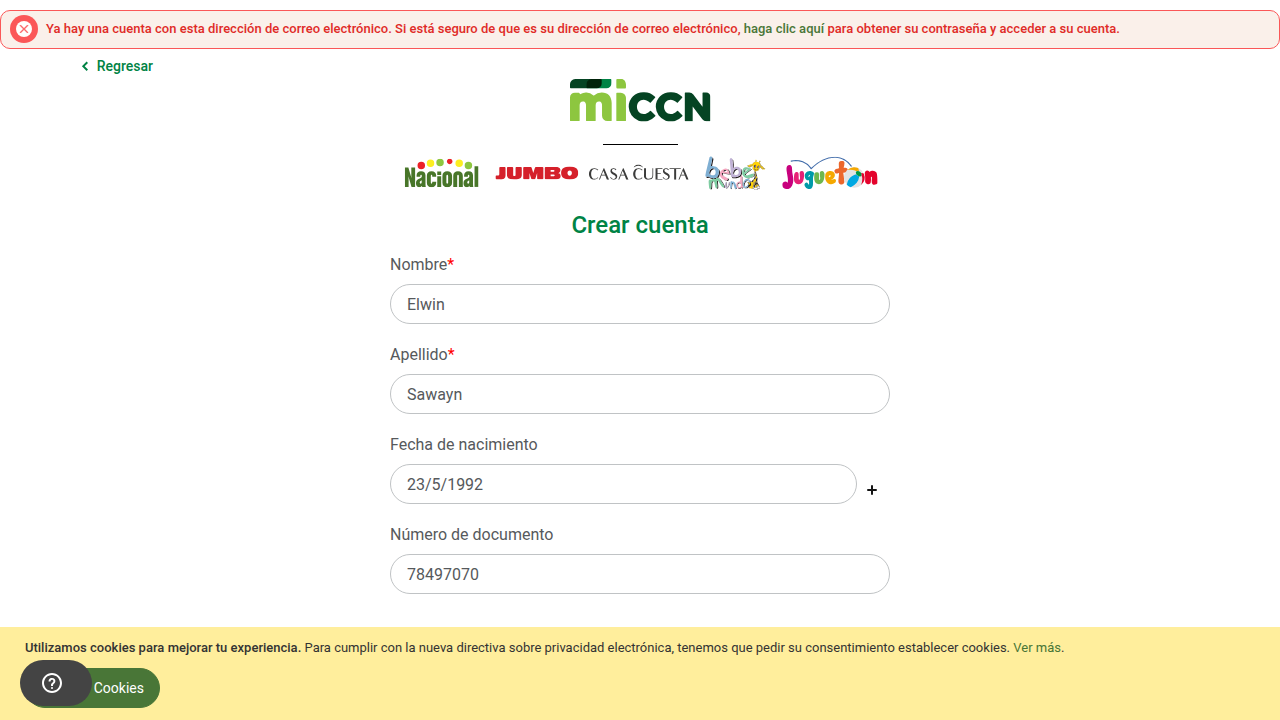 Ya hay una cuenta con esta dirección de correo electrónico. Si está seguro de que es su dirección de correo electrónico, haga clic aquí para obtener su contraseña y acceder a su cuenta.
Regresar
miCCN
Nacional JUMBO CASA CUESTA bebé mundo Juguetón
Crear cuenta
Nombre*
Elwin
Apellido*
Sawayn
Fecha de nacimiento
23/5/1992
Número de documento
78497070
Utilizamos cookies para mejorar tu experiencia. Para cumplir con la nueva directiva sobre privacidad electrónica, tenemos que pedir su consentimiento establecer cookies. Ver más.
Cookies